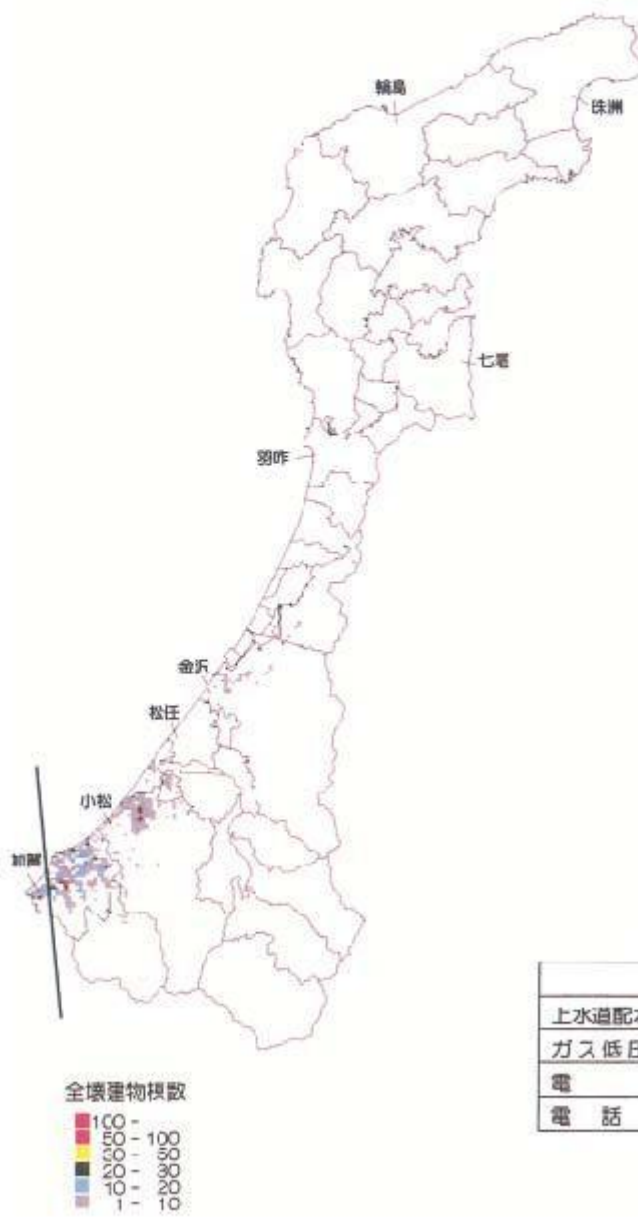 輪島
珠洲
七尾
羽咋
金沢
松任
小松
加賀
上水道配
ガス低圧
電
電 話
全壊建物棟数
100 -
50 - 100
30 - 50
20 - 30
10 - 20
1 - 10